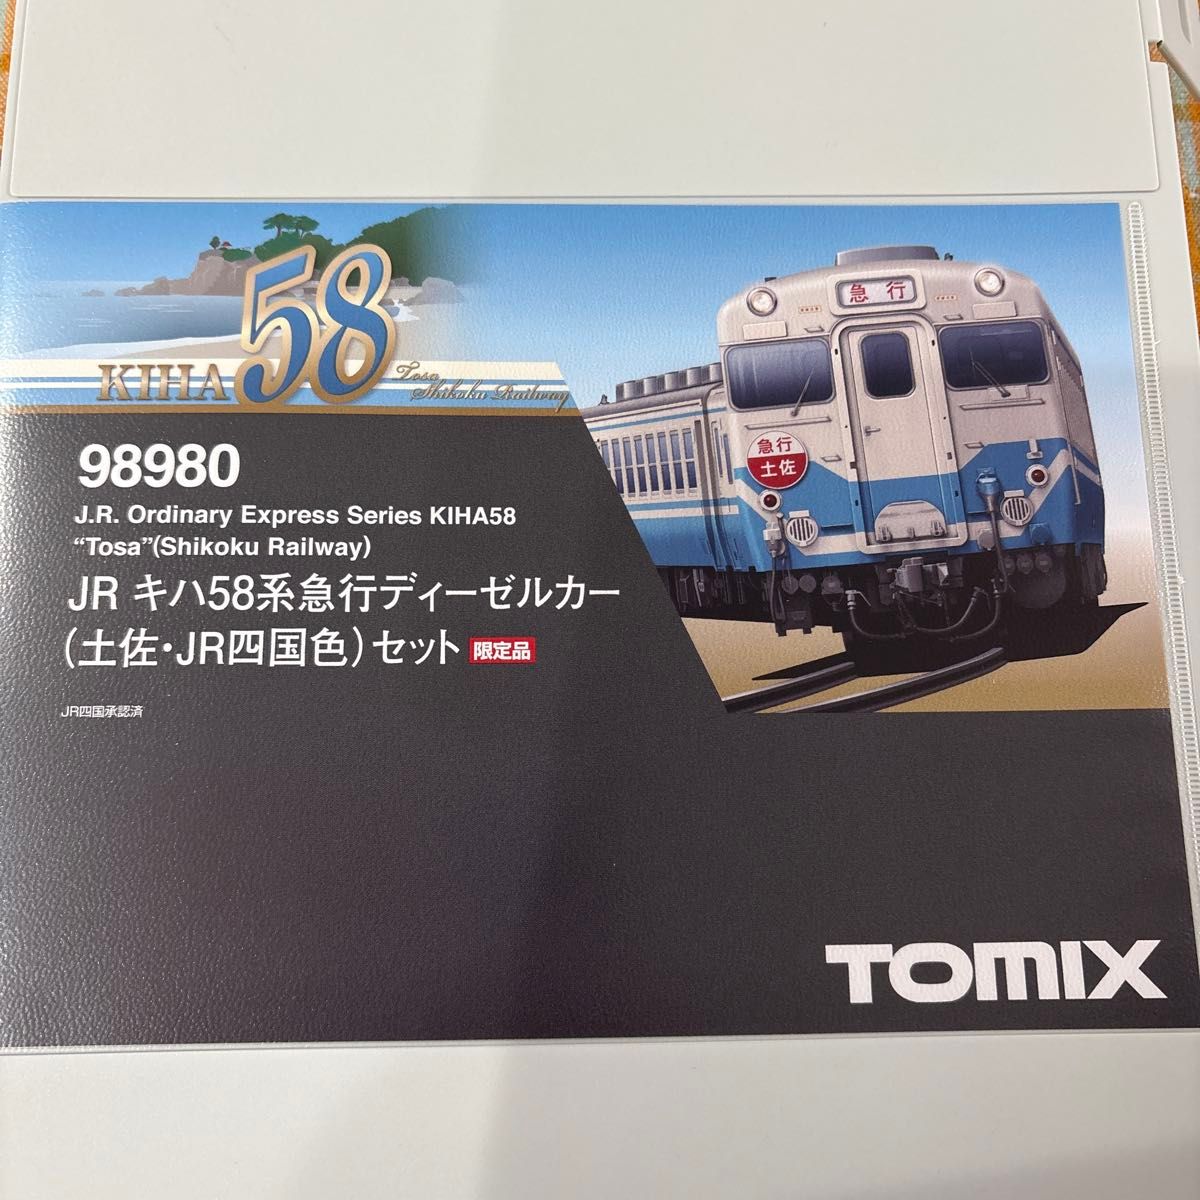 KIHA58
Tosa
Shikoku Railway
急行
急行
土佐
98980
J.R. Ordinary Express Series KIHA58
“Tosa”(Shikoku Railway)
JR キハ58系急行ディーゼルカー
(土佐・JR四国色)セット 限定品
JR四国承認済
TOMIX